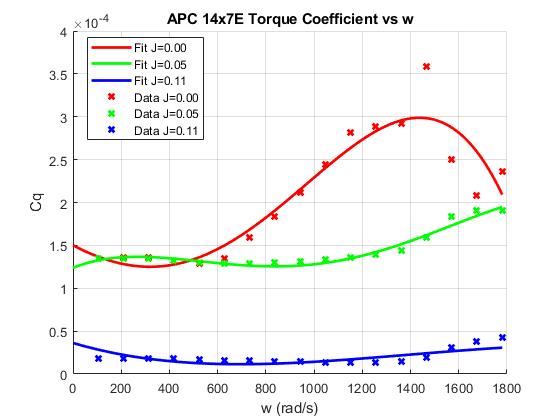 APC 14x7E Torque Coefficient vs w
×10⁻⁴
4
3.5
3
2.5
2
1.5
1
0.5
0
Cq
Fit J=0.00
Fit J=0.05
Fit J=0.11
Data J=0.00
Data J=0.05
Data J=0.11
0 200 400 600 800 1000 1200 1400 1600 1800
w (rad/s)